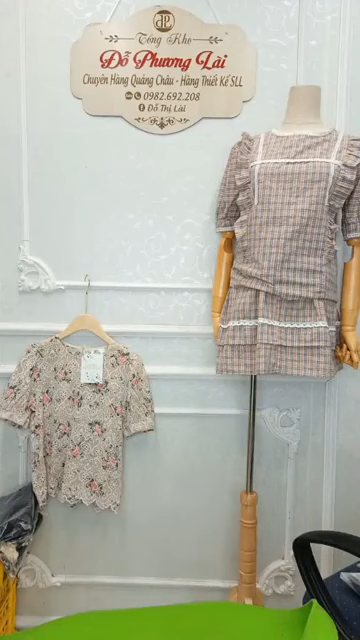 dP
Tổng Kho
Đỗ Phương Lài
Chuyên Hàng Quảng Châu - Hàng Thiết Kế SLL
0982.692.208
Đỗ Thị Lài